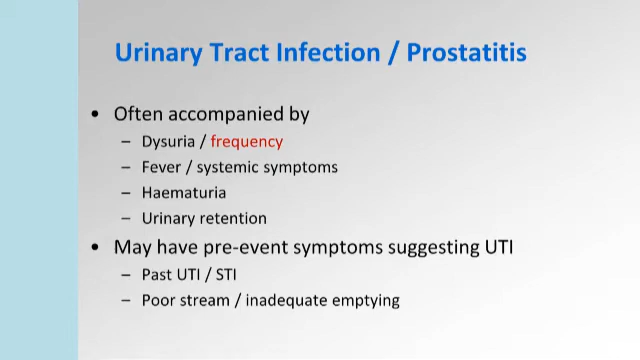 Urinary Tract Infection / Prostatitis
• Often accompanied by
– Dysuria / frequency
– Fever / systemic symptoms
– Haematuria
– Urinary retention
• May have pre-event symptoms suggesting UTI
– Past UTI / STI
– Poor stream / inadequate emptying